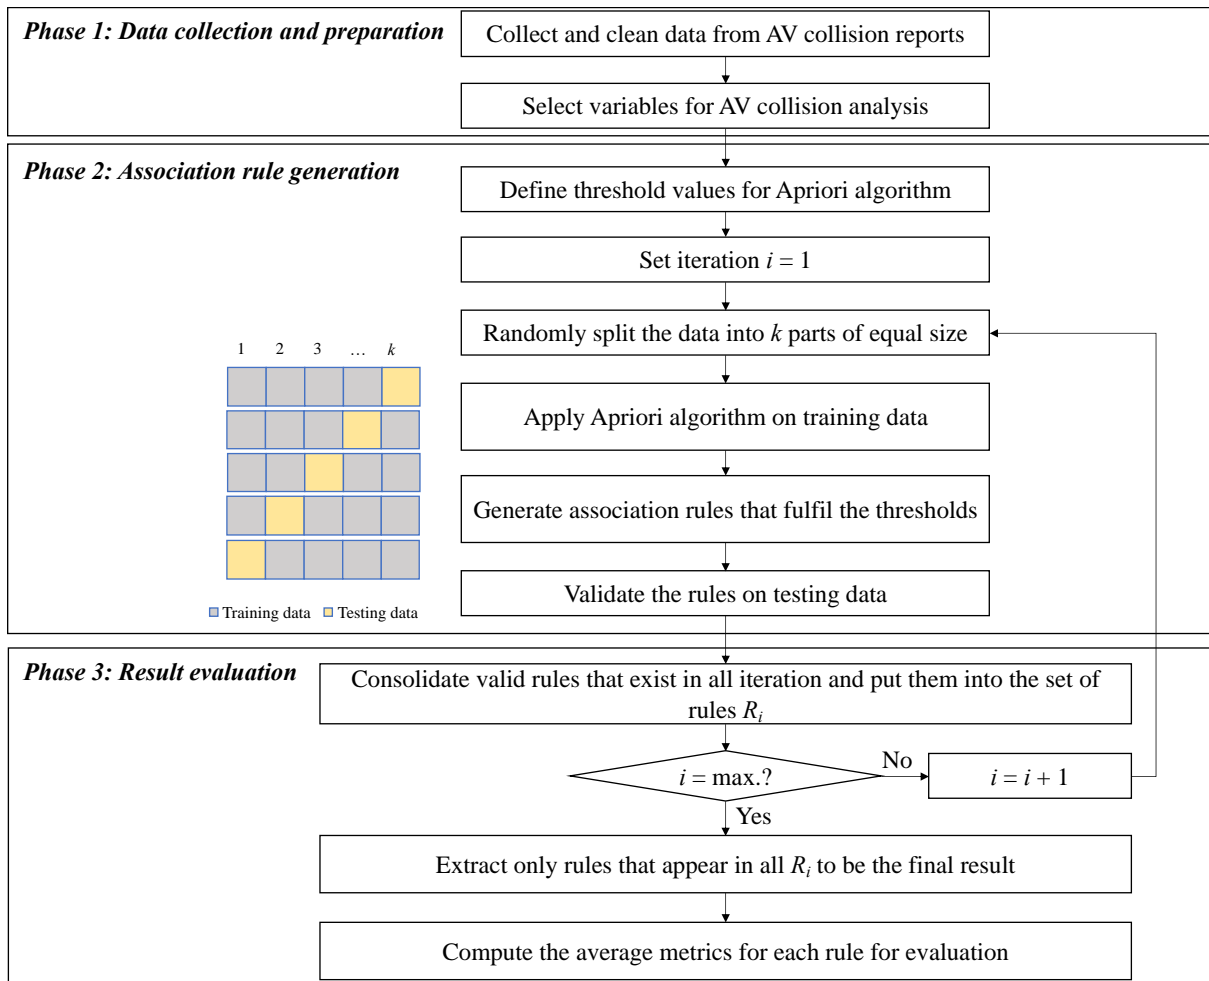 Phase 1: Data collection and preparation
Collect and clean data from AV collision reports
Select variables for AV collision analysis
Phase 2: Association rule generation
Define threshold values for Apriori algorithm
Set iteration i = 1
Randomly split the data into k parts of equal size
1 2 3 … k
Apply Apriori algorithm on training data
Generate association rules that fulfil the thresholds
Validate the rules on testing data
Training data Testing data
Phase 3: Result evaluation
Consolidate valid rules that exist in all iteration and put them into the set of
rules Ri
i = max.?
No
i = i + 1
Yes
Extract only rules that appear in all Ri to be the final result
Compute the average metrics for each rule for evaluation